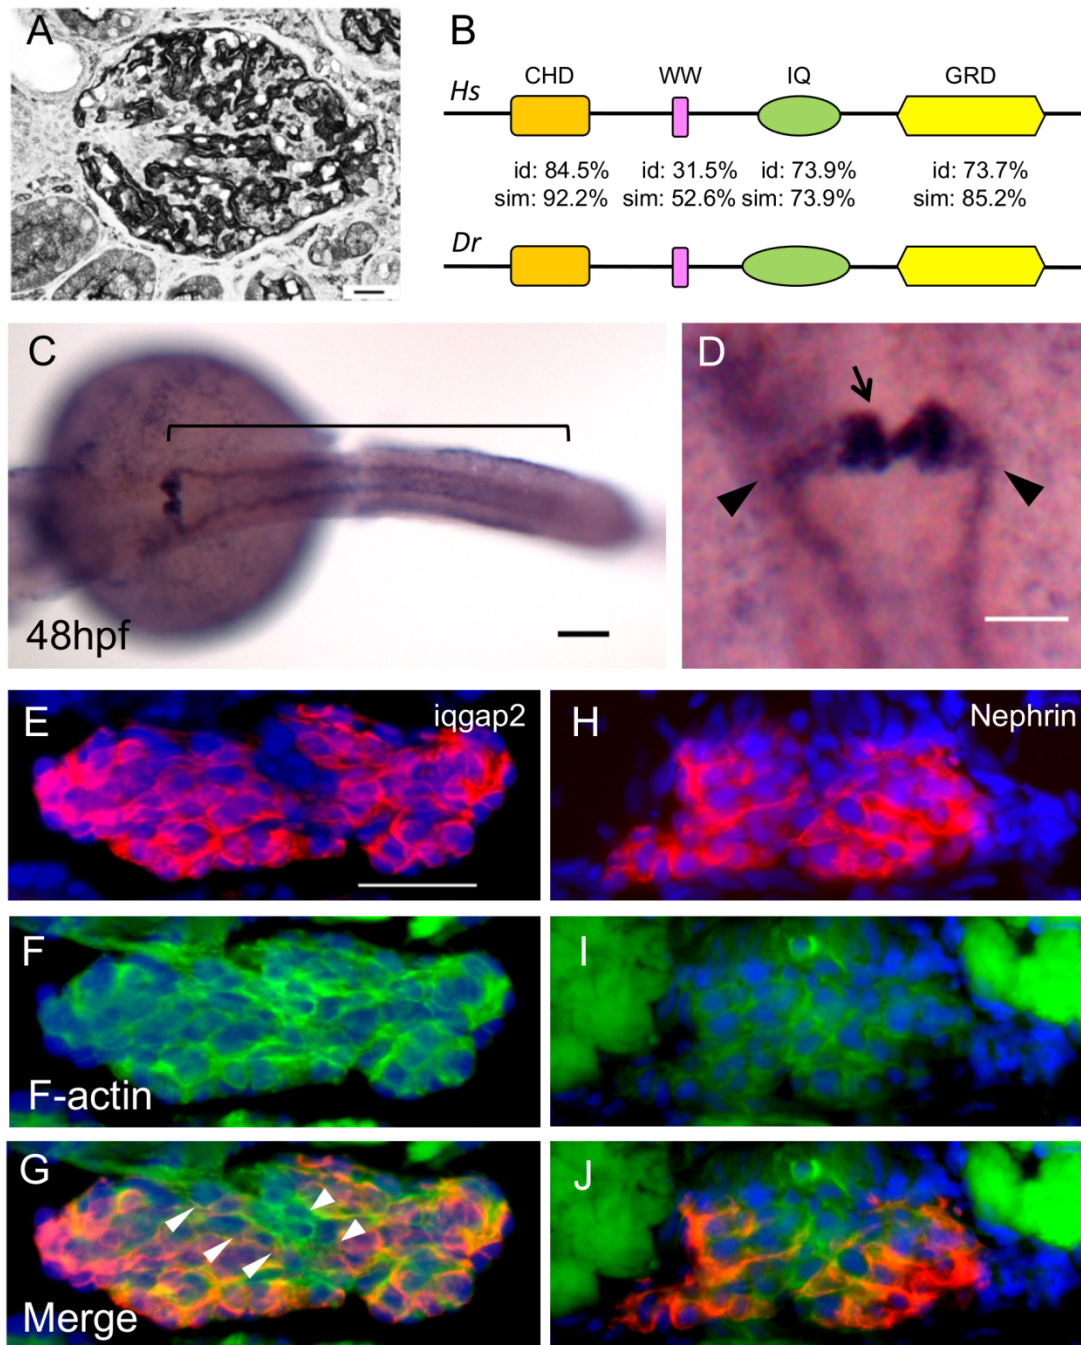 A
B
CHD WW IQ GRD
Hs
id: 84.5% id: 31.5% id: 73.9% id: 73.7%
sim: 92.2% sim: 52.6% sim: 73.9% sim: 85.2%
Dr
C
48hpf
D
E
iqgap2
H
Nephrin
F
F-actin
I
G
Merge
J